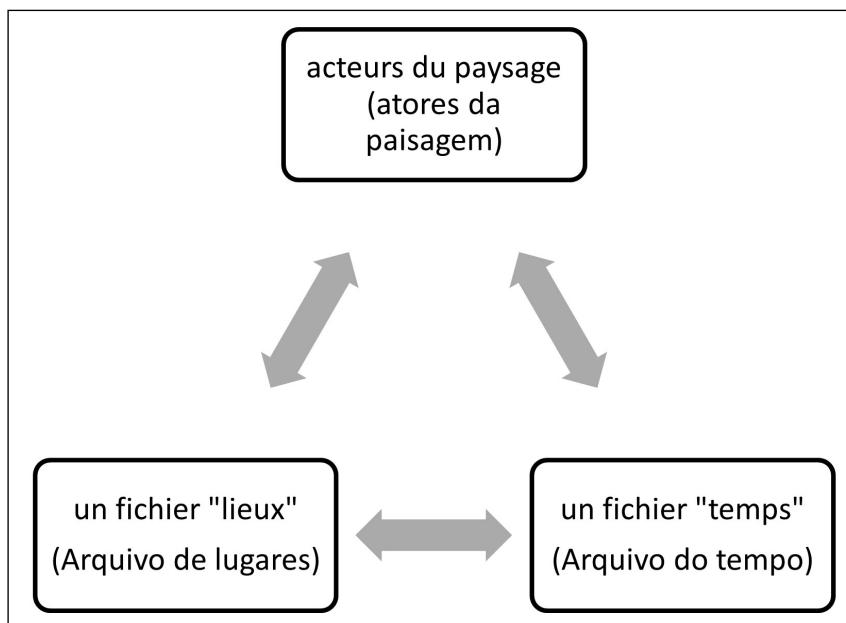 acteurs du paysage
(atores da
paisagem)
un fichier "lieux"
(Arquivo de lugares)
un fichier "temps"
(Arquivo do tempo)